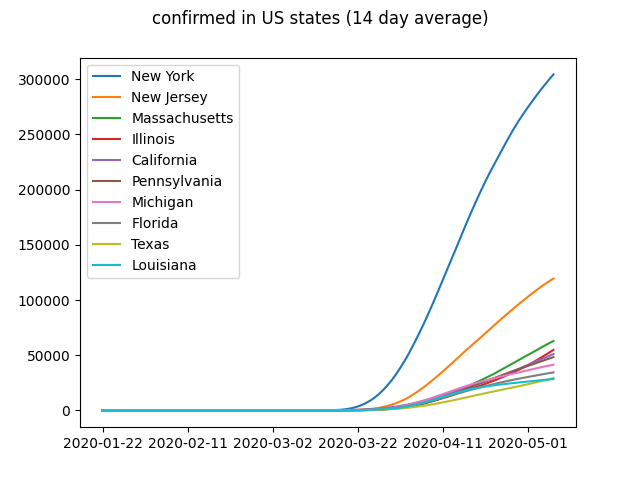 confirmed in US states (14 day average)
300000
250000
200000
150000
100000
50000
0
New York
New Jersey
Massachusetts
Illinois
California
Pennsylvania
Michigan
Florida
Texas
Louisiana
2020-01-22 2020-02-11 2020-03-02 2020-03-22 2020-04-11 2020-05-01